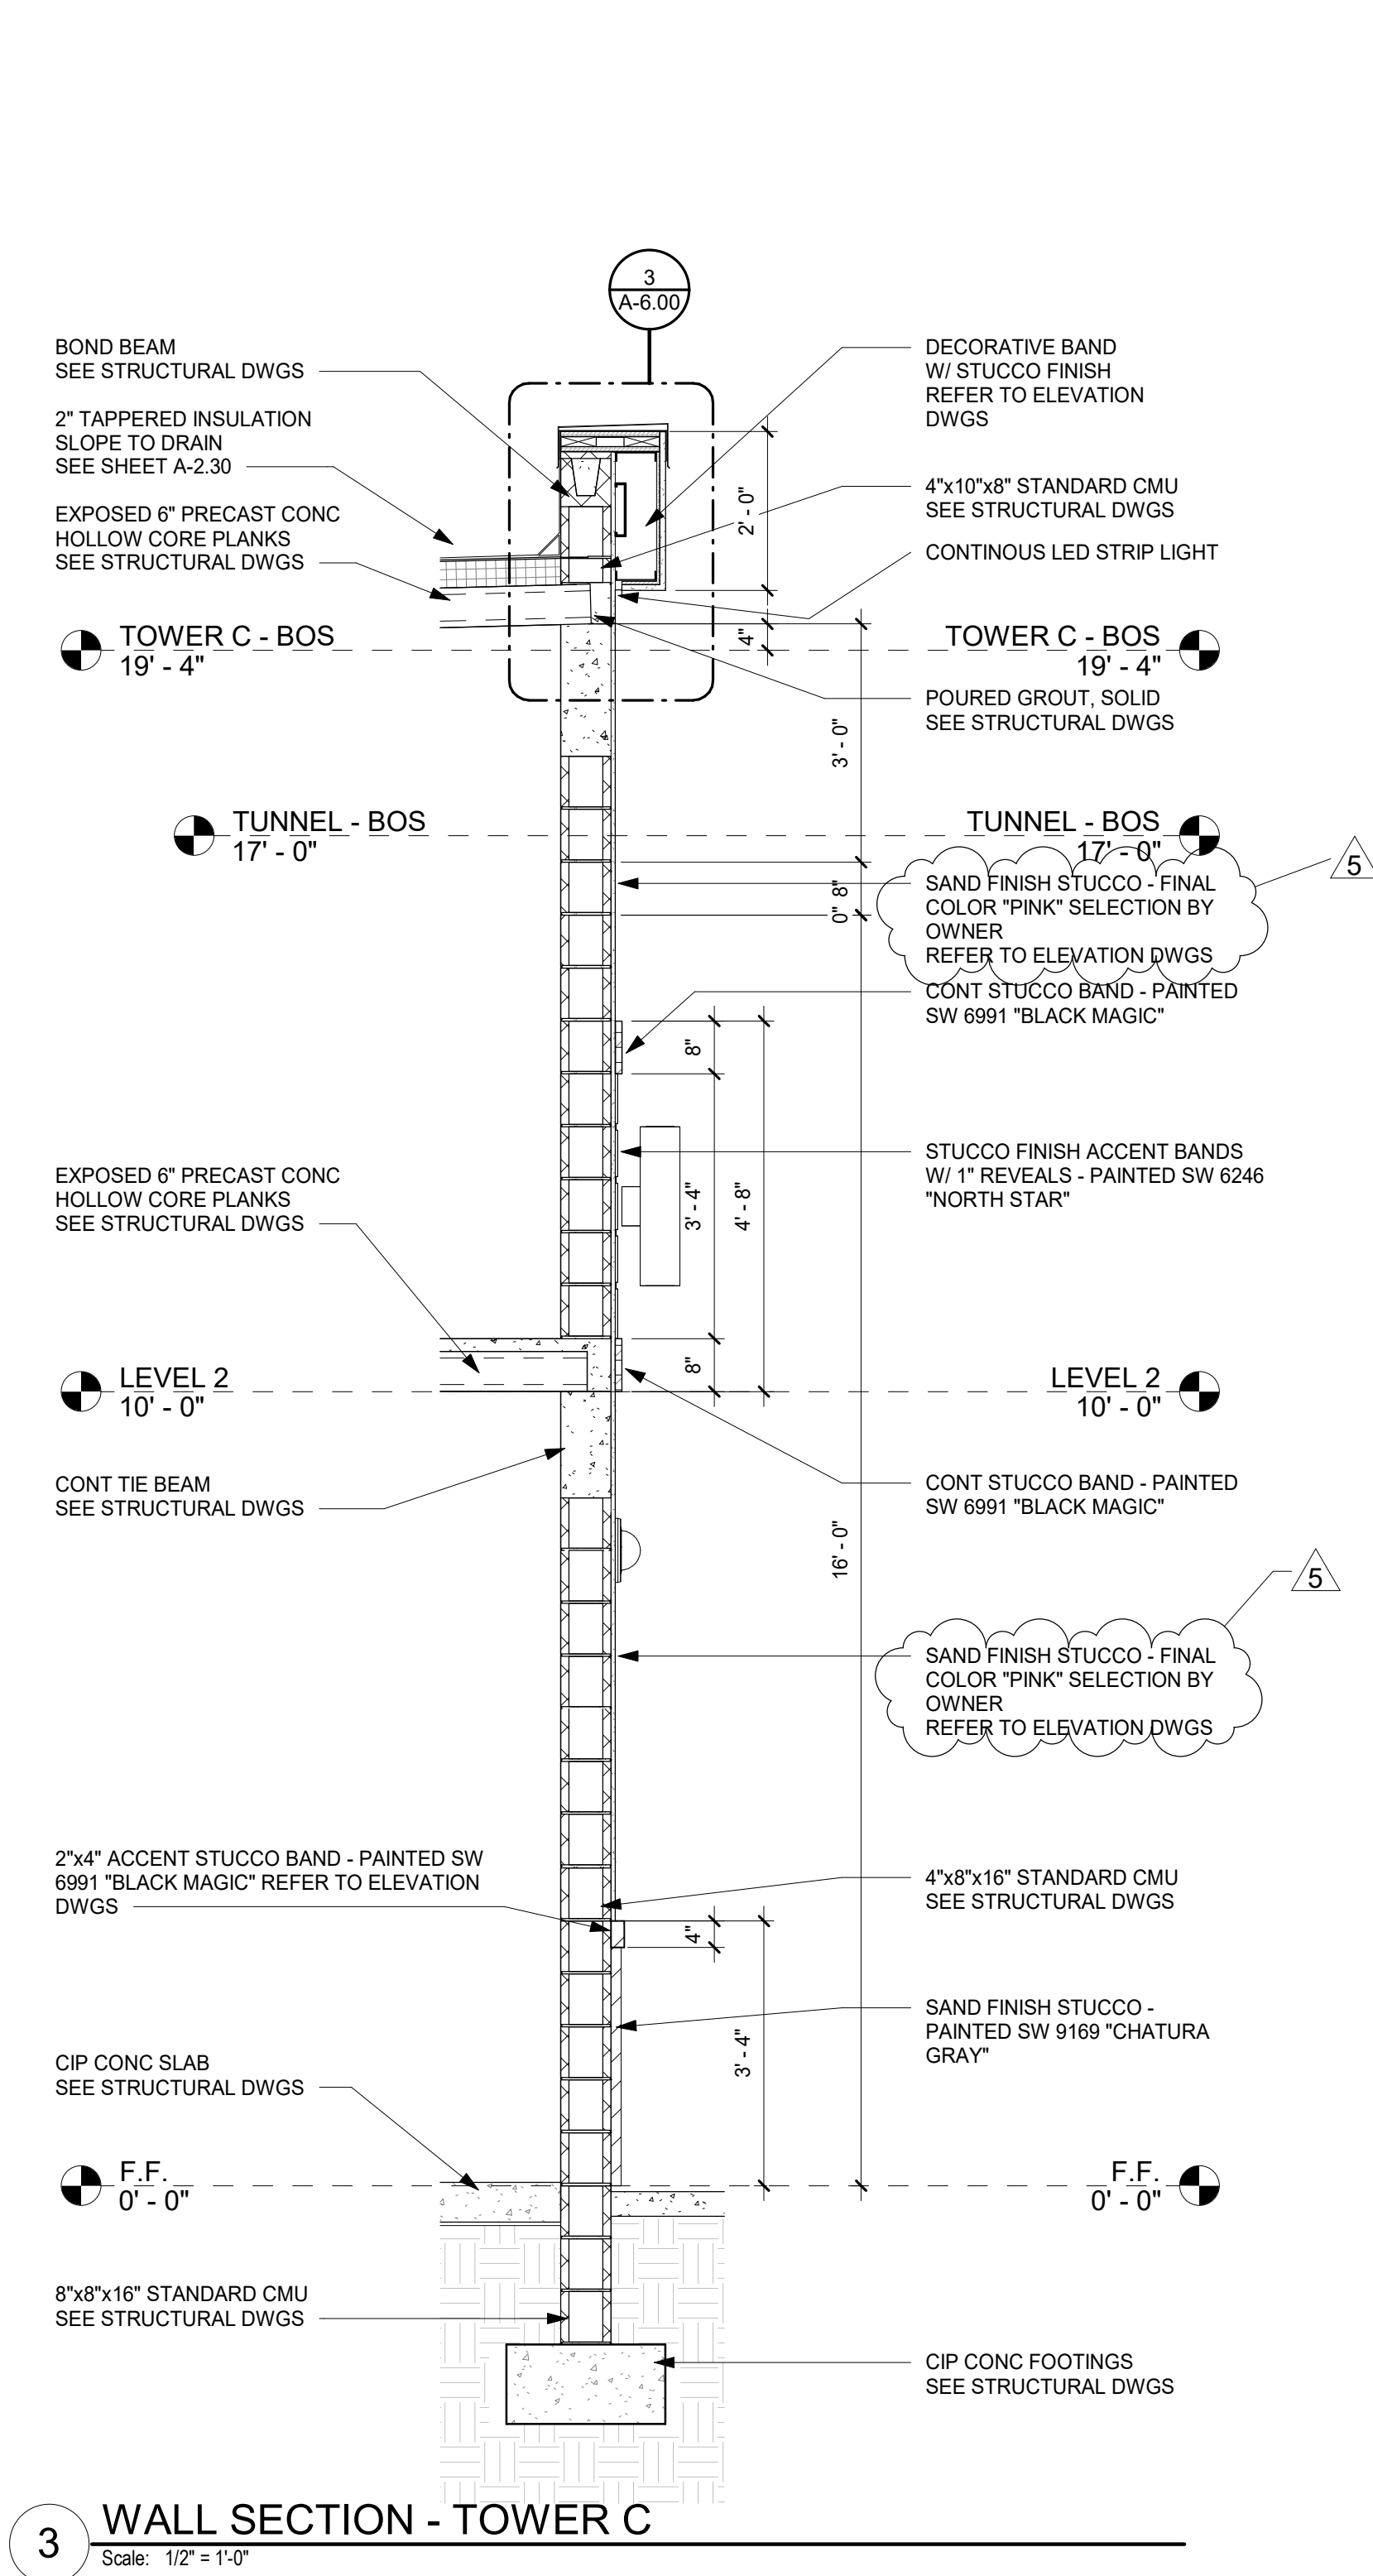 3
A-6.00
BOND BEAM
SEE STRUCTURAL DWGS
2" TAPPERED INSULATION
SLOPE TO DRAIN
SEE SHEET A-2.30
EXPOSED 6" PRECAST CONC
HOLLOW CORE PLANKS
SEE STRUCTURAL DWGS
DECORATIVE BAND
W/ STUCCO FINISH
REFER TO ELEVATION
DWGS
4"x10"x8" STANDARD CMU
SEE STRUCTURAL DWGS
CONTINOUS LED STRIP LIGHT
2' - 0"
4"
TOWER C - BOS
19' - 4"
TOWER C - BOS
19' - 4"
POURED GROUT, SOLID
SEE STRUCTURAL DWGS
3' - 0"
TUNNEL - BOS
17' - 0"
TUNNEL - BOS
17' - 0"
5
SAND FINISH STUCCO - FINAL
COLOR "PINK" SELECTION BY
OWNER
REFER TO ELEVATION DWGS
0" 8"
CONT STUCCO BAND - PAINTED
SW 6991 "BLACK MAGIC"
8"
3' - 4"
4' - 8"
8"
STUCCO FINISH ACCENT BANDS
W/ 1" REVEALS - PAINTED SW 6246
"NORTH STAR"
EXPOSED 6" PRECAST CONC
HOLLOW CORE PLANKS
SEE STRUCTURAL DWGS
LEVEL 2
10' - 0"
LEVEL 2
10' - 0"
CONT TIE BEAM
SEE STRUCTURAL DWGS
CONT STUCCO BAND - PAINTED
SW 6991 "BLACK MAGIC"
16' - 0"
5
SAND FINISH STUCCO - FINAL
COLOR "PINK" SELECTION BY
OWNER
REFER TO ELEVATION DWGS
2"x4" ACCENT STUCCO BAND - PAINTED SW
6991 "BLACK MAGIC" REFER TO ELEVATION
DWGS
4"x8"x16" STANDARD CMU
SEE STRUCTURAL DWGS
4"
3' - 4"
SAND FINISH STUCCO -
PAINTED SW 9169 "CHATURA
GRAY"
CIP CONC SLAB
SEE STRUCTURAL DWGS
F.F.
0' - 0"
F.F.
0' - 0"
8"x8"x16" STANDARD CMU
SEE STRUCTURAL DWGS
CIP CONC FOOTINGS
SEE STRUCTURAL DWGS
3
WALL SECTION - TOWER C
Scale: 1/2" = 1'-0"